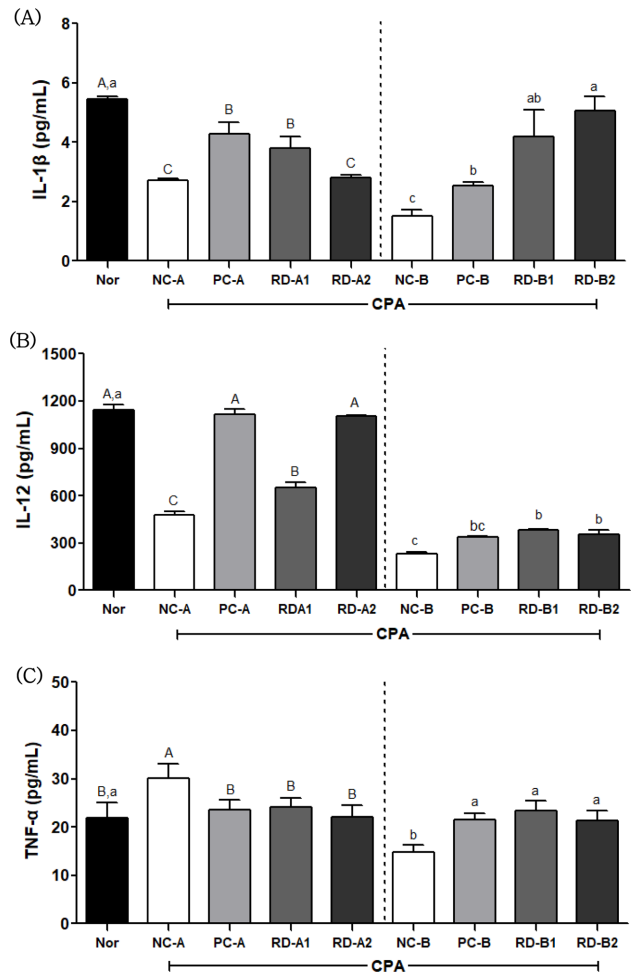 (A)
IL-1β (pg/mL)
8
6
4
2
0
A,a
C
B
B
C
c
b
ab
a
Nor
NC-A
PC-A
RD-A1
RD-A2
NC-B
PC-B
RD-B1
RD-B2
CPA
(B)
IL-12 (pg/mL)
1500
1200
900
600
300
0
A,a
C
A
B
A
c
bc
b
b
Nor
NC-A
PC-A
RDA1
RD-A2
NC-B
PC-B
RD-B1
RD-B2
CPA
(C)
TNF-α (pg/mL)
50
40
30
20
10
0
B,a
A
B
B
B
b
a
a
a
Nor
NC-A
PC-A
RD-A1
RD-A2
NC-B
PC-B
RD-B1
RD-B2
CPA